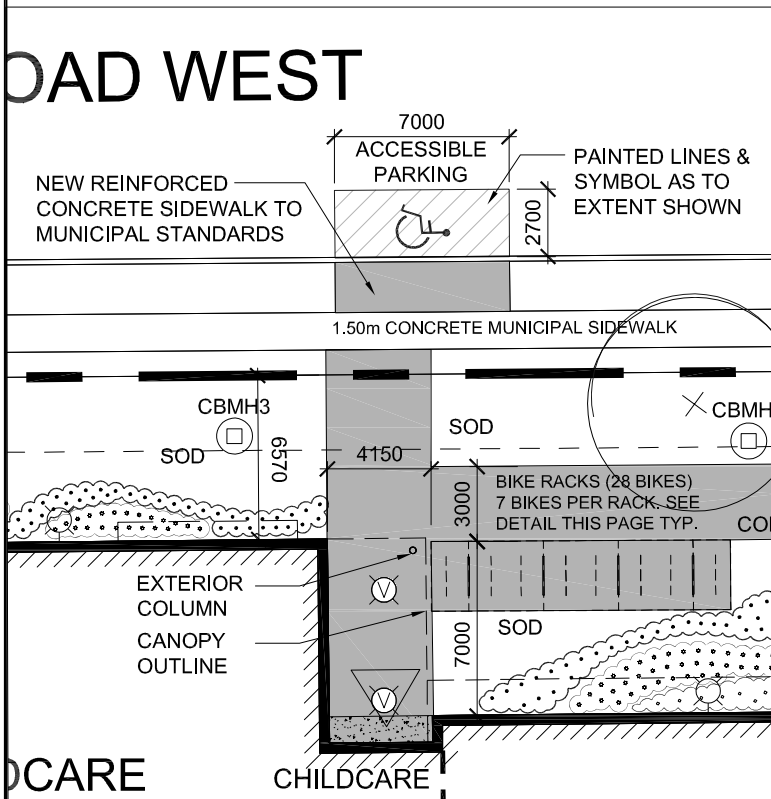 OAD WEST
7000
ACCESSIBLE
PARKING
NEW REINFORCED
CONCRETE SIDEWALK TO
MUNICIPAL STANDARDS
PAINTED LINES &
SYMBOL AS TO
EXTENT SHOWN
2700
1.50m CONCRETE MUNICIPAL SIDEWALK
CBMH3
CBMH
SOD
SOD
6570
4150
3000
BIKE RACKS (28 BIKES)
7 BIKES PER RACK. SEE
DETAIL THIS PAGE TYP.
EXTERIOR
COLUMN
CANOPY
OUTLINE
V
SOD
7000
V
CARE
CHILDCARE